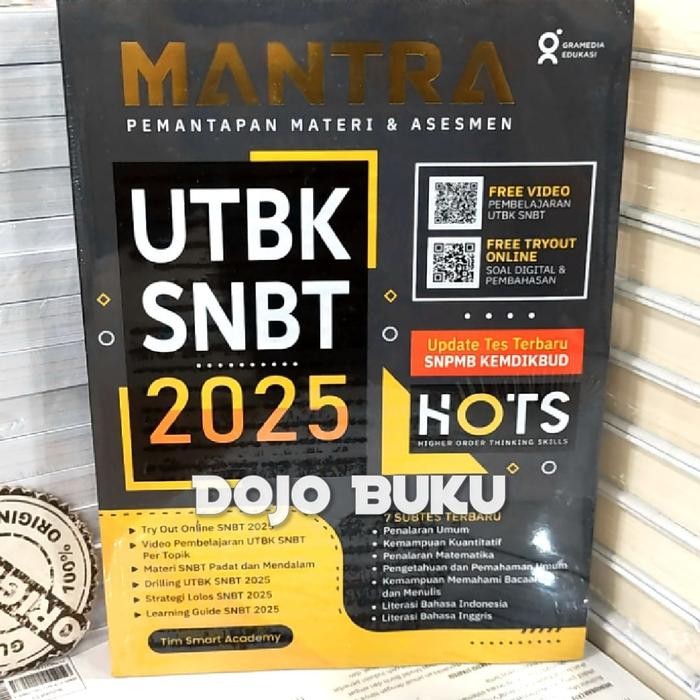 MANTRA
GRAMEDIA
EDUKASI
PEMANTAPAN MATERI & ASESMEN
UTBK
SNBT
2025
FREE VIDEO
PEMBELAJARAN
UTBK SNBT
FREE TRYOUT
ONLINE
SOAL DIGITAL &
PEMBAHASAN
Update Tes Terbaru
SNPMB KEMDIKBUD
HOTS
HIGHER ORDER THINKING SKILLS
DOJO BUKU
Try Out Online SNBT 2025
Video Pembelajaran UTBK SNBT
Per Topik
Materi SNBT Padat dan Mendalam
Drilling UTBK SNBT 2025
Strategi Lolos SNBT 2025
Learning Guide SNBT 2025
Tim Smart Academy
7 SUBTES TERBARU
Penalaran Umum
Kemampuan Kuantitatif
Penalaran Matematika
Pengetahuan dan Pemahaman Umum
Kemampuan Memahami Bacaan
dan Menulis
Literasi Bahasa Indonesia
Literasi Bahasa Inggris
100% ORIGINAL